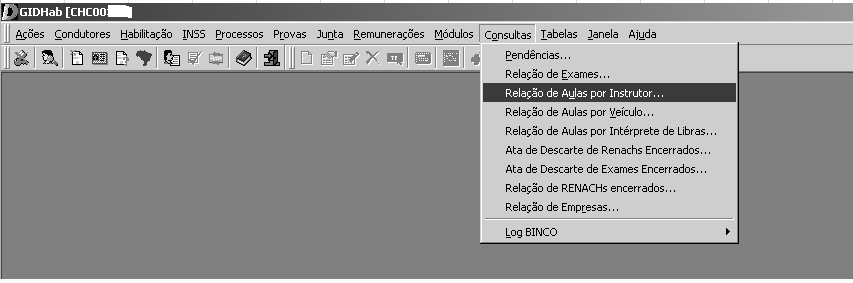 GIDHab [CHC00
Ações Condutores Habilitação INSS Processos Provas Junta Remunerações Módulos Consultas Tabelas Janela Ajuda
Pendências...
Relação de Exames...
Relação de Aulas por Instrutor...
Relação de Aulas por Veículo...
Relação de Aulas por Intérprete de Libras...
Ata de Descarte de Renachs Encerrados...
Ata de Descarte de Exames Encerrados...
Relação de RENACHs encerrados...
Relação de Empresas...
Log BINCO